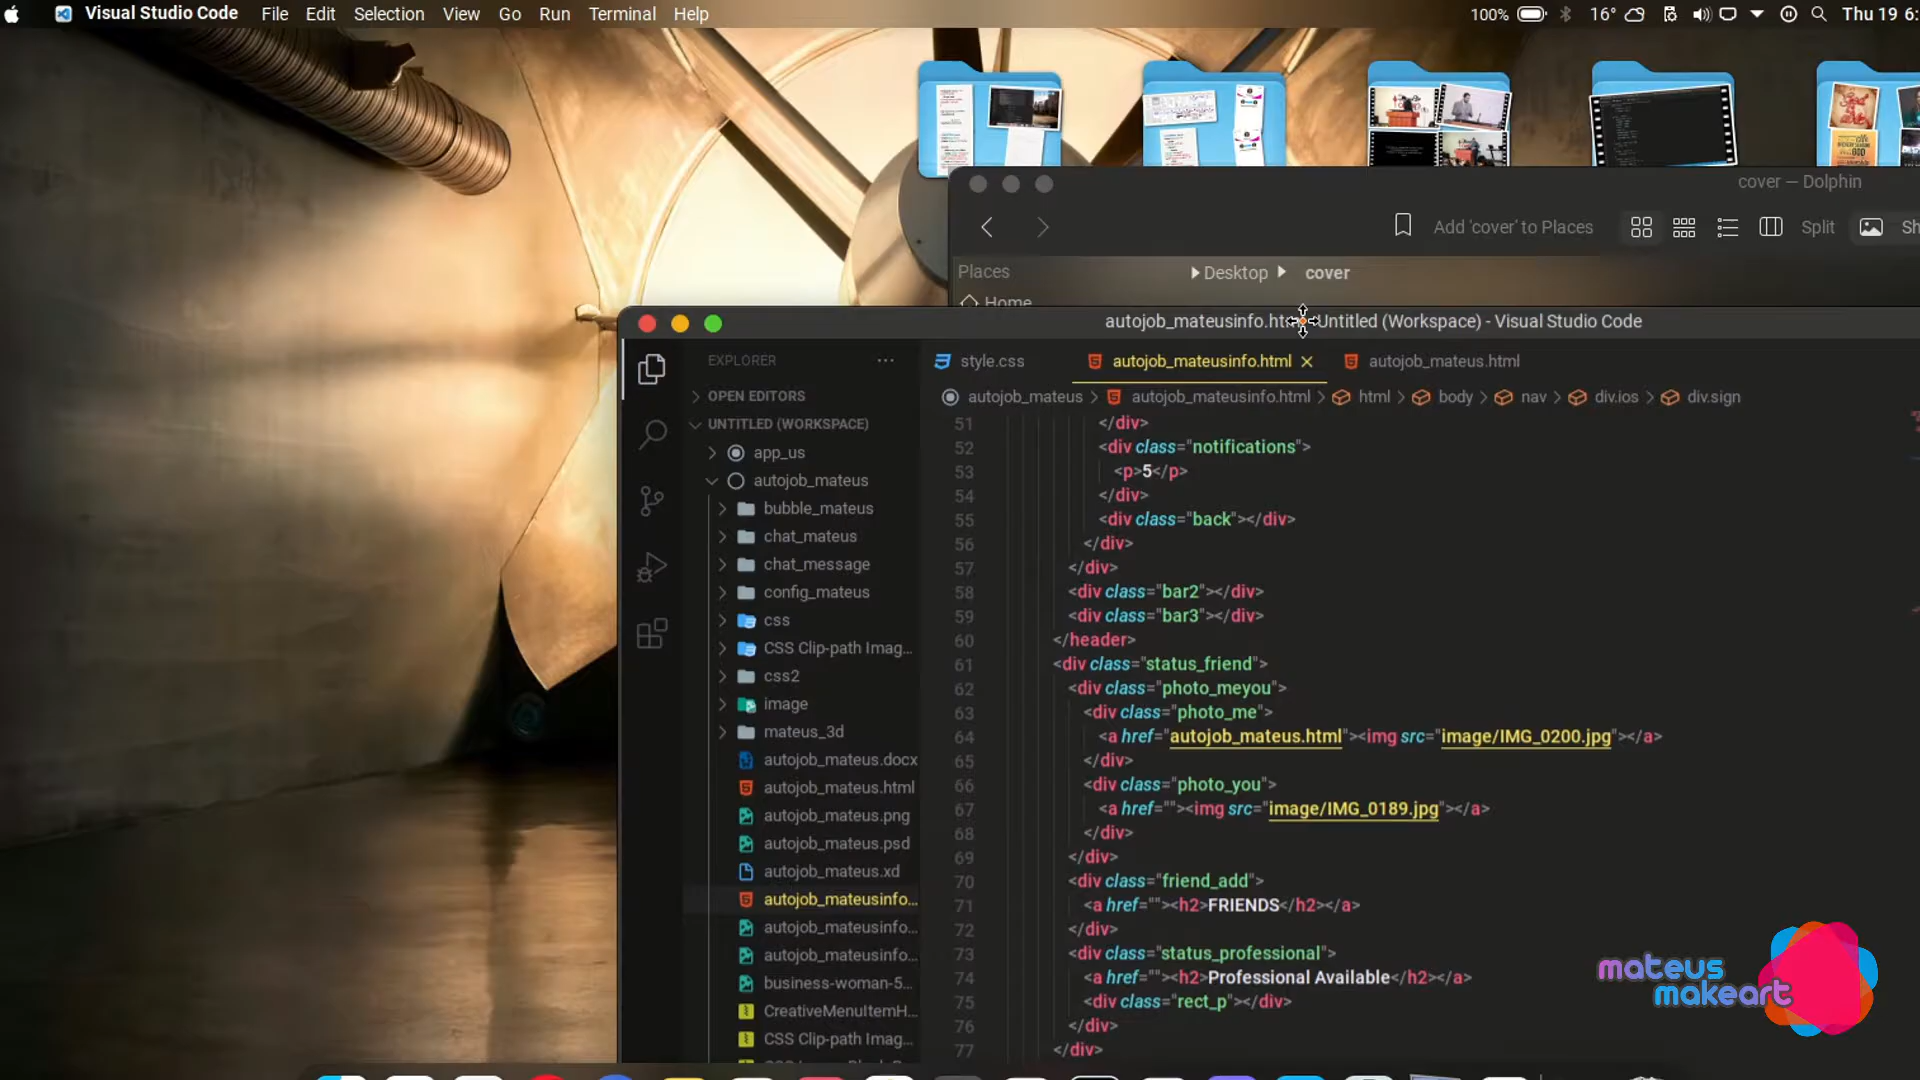 Visual Studio Code File Edit Selection View Go Run Terminal Help 100% 16° Thu 19 6:
cover — Dolphin
Add 'cover' to Places Split Sh
Places Desktop cover
Home
autojob_mateusinfo.htm Untitled (Workspace) - Visual Studio Code
EXPLORER ··· style.css autojob_mateusinfo.html autojob_mateus.html
OPEN EDITORS autojob_mateus > autojob_mateusinfo.html > html > body > nav > div.ios > div.sign
UNTITLED (WORKSPACE)
app_us
autojob_mateus
bubble_mateus
chat_mateus
chat_message
config_mateus
css
CSS Clip-path Imag...
css2
image
mateus_3d
autojob_mateus.docx
autojob_mateus.html
autojob_mateus.png
autojob_mateus.psd
autojob_mateus.xd
autojob_mateusinfo...
autojob_mateusinfo...
autojob_mateusinfo...
business-woman-5...
CreativeMenuItemH...
CSS Clip-path Imag...
51 </div>
52 <div class="notifications">
53 <p>5</p>
54 </div>
55 <div class="back"></div>
56 </div>
57 </div>
58 <div class="bar2"></div>
59 <div class="bar3"></div>
60 </header>
61 <div class="status_friend">
62 <div class="photo_meyou">
63 <div class="photo_me">
64 <a href="autojob_mateus.html"><img src="image/IMG_0200.jpg"></a>
65 </div>
66 <div class="photo_you">
67 <a href=""><img src="image/IMG_0189.jpg"></a>
68 </div>
69 </div>
70 <div class="friend_add">
71 <a href=""><h2>FRIENDS</h2></a>
72 </div>
73 <div class="status_professional">
74 <a href=""><h2>Professional Available</h2></a>
75 <div class="rect_p"></div>
76 </div>
77 </div>
mateus
makeart